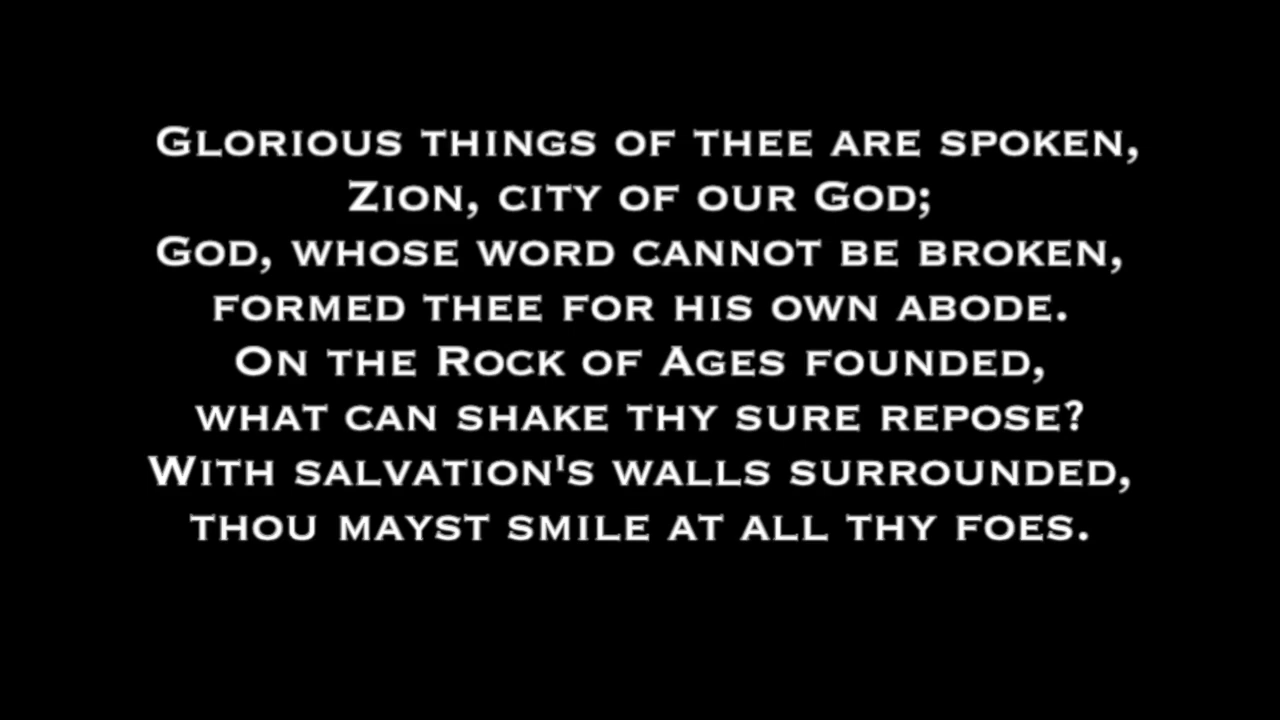 Glorious things of thee are spoken,
Zion, city of our God;
God, whose word cannot be broken,
formed thee for his own abode.
On the Rock of Ages founded,
what can shake thy sure repose?
With salvation's walls surrounded,
thou mayst smile at all thy foes.